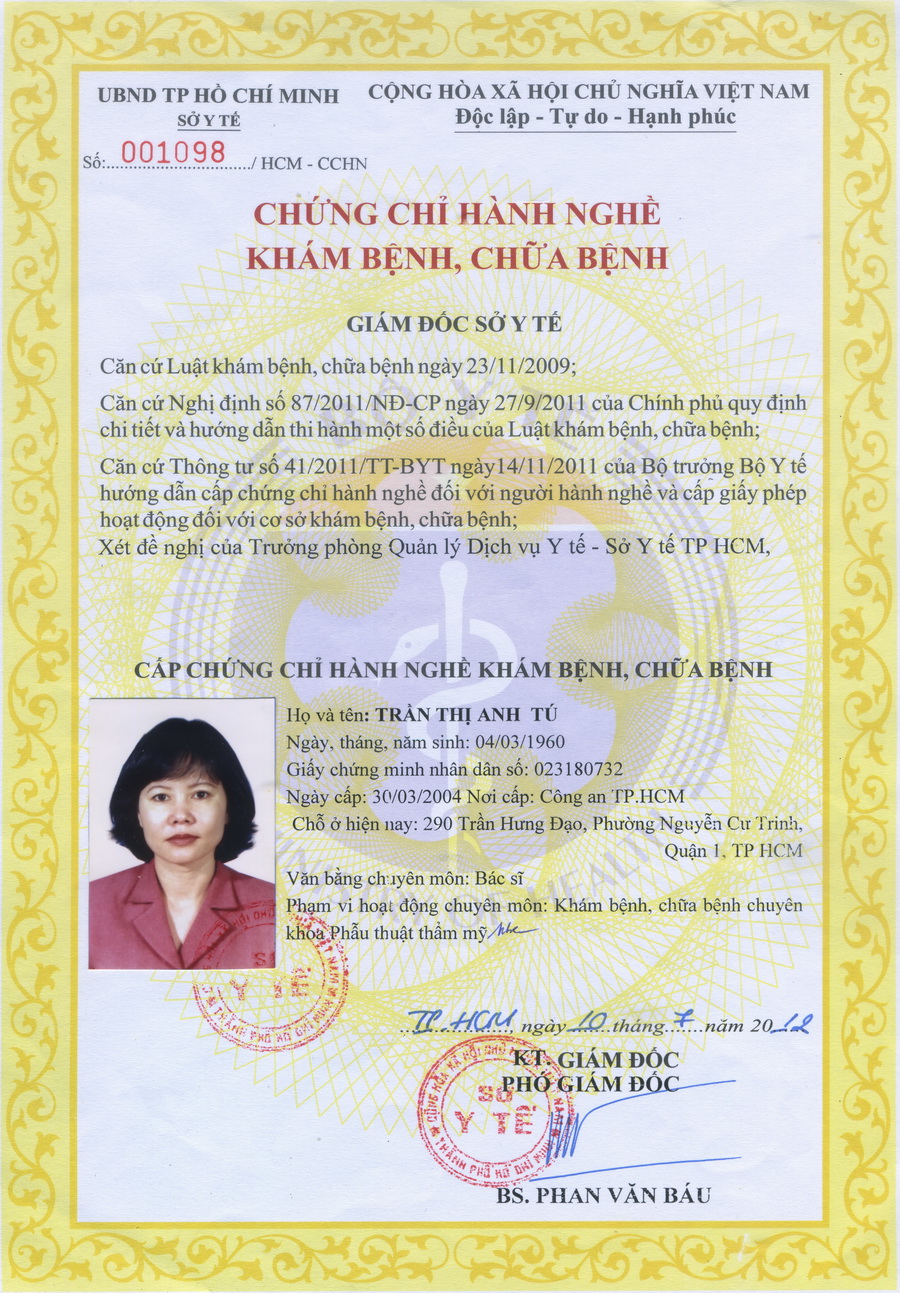 UBND TP HỒ CHÍ MINH
SỞ Y TẾ
CỘNG HÒA XÃ HỘI CHỦ NGHĨA VIỆT NAM
Độc lập - Tự do - Hạnh phúc
Số:..001098..../ HCM - CCHN
CHỨNG CHỈ HÀNH NGHỀ
KHÁM BỆNH, CHỮA BỆNH
GIÁM ĐỐC SỞ Y TẾ
Căn cứ Luật khám bệnh, chữa bệnh ngày 23/11/2009;
Căn cứ Nghị định số 87/2011/NĐ-CP ngày 27/9/2011 của Chính phủ quy định
chi tiết và hướng dẫn thi hành một số điều của Luật khám bệnh, chữa bệnh;
Căn cứ Thông tư số 41/2011/TT-BYT ngày14/11/2011 của Bộ trưởng Bộ Y tế
hướng dẫn cấp chứng chỉ hành nghề đối với người hành nghề và cấp giấy phép
hoạt động đối với cơ sở khám bệnh, chữa bệnh;
Xét đề nghị của Trưởng phòng Quản lý Dịch vụ Y tế - Sở Y tế TP HCM,
CẤP CHỨNG CHỈ HÀNH NGHỀ KHÁM BỆNH, CHỮA BỆNH
Họ và tên: TRẦN THỊ ANH TÚ
Ngày, tháng, năm sinh: 04/03/1960
Giấy chứng minh nhân dân số: 023180732
Ngày cấp: 30/03/2004 Nơi cấp: Công an TP.HCM
Chỗ ở hiện nay: 290 Trần Hưng Đạo, Phường Nguyễn Cư Trinh,
Quận 1, TP HCM
Văn bằng chuyên môn: Bác sĩ
Phạm vi hoạt động chuyên môn: Khám bệnh, chữa bệnh chuyên
khoa Phẫu thuật thẩm mỹ
TP.HCM, ngày 10 tháng 7 năm 2012
KT. GIÁM ĐỐC
PHÓ GIÁM ĐỐC
SỞ
Y TẾ
THÀNH PHỐ HỒ CHÍ MINH
BS. PHAN VĂN BÁU